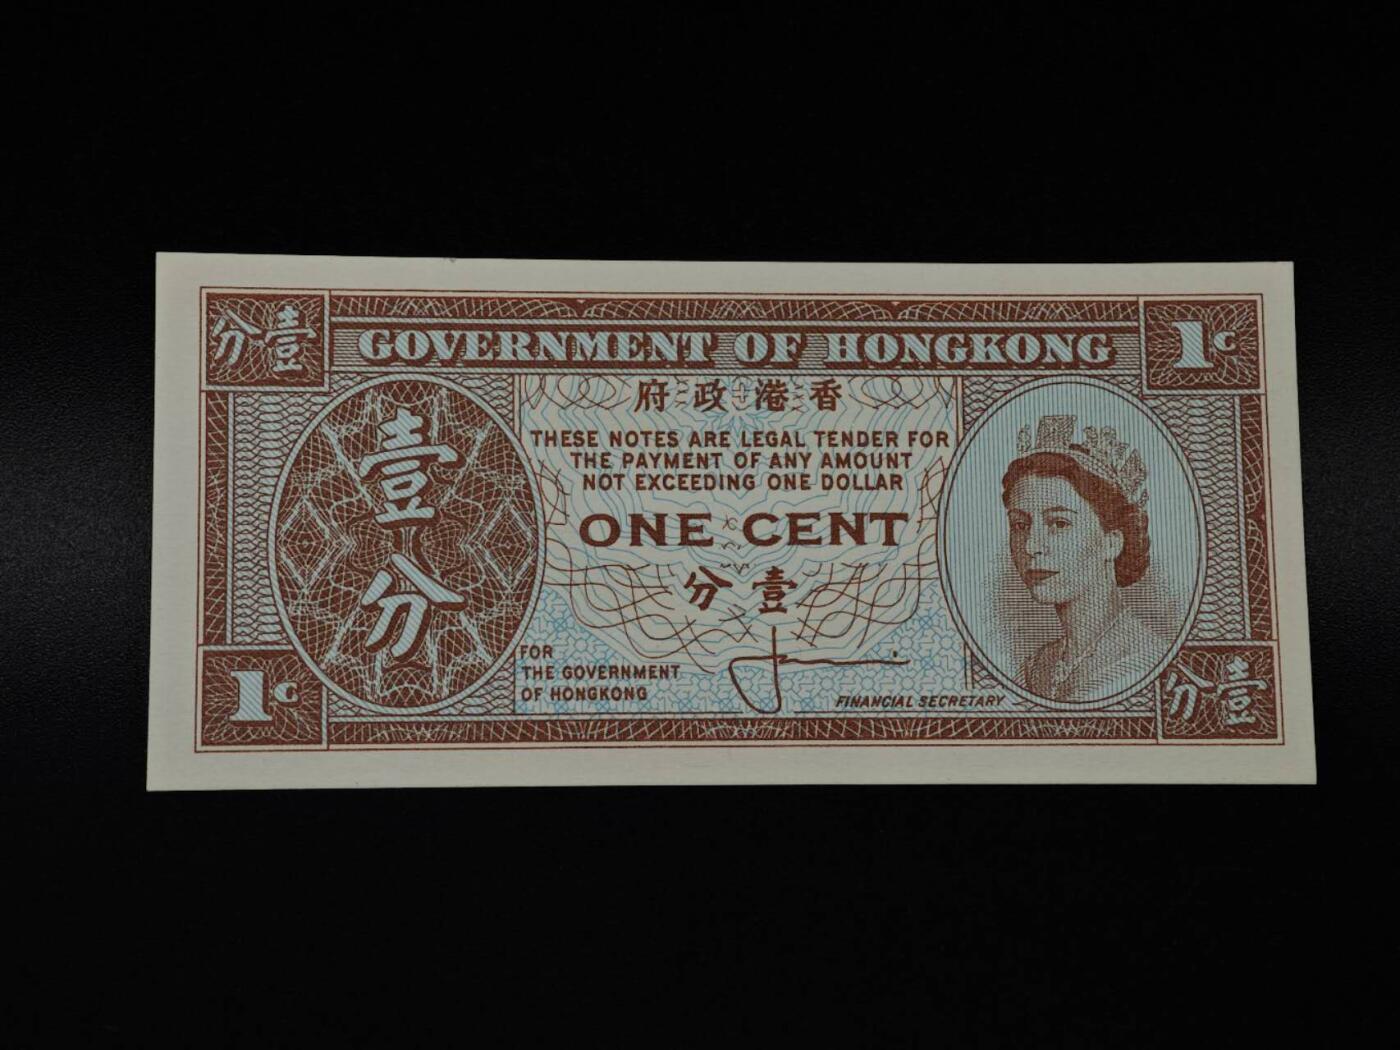 分壹
GOVERNMENT OF HONGKONG
1C
府政港香
THESE NOTES ARE LEGAL TENDER FOR
THE PAYMENT OF ANY AMOUNT
NOT EXCEEDING ONE DOLLAR
ONE CENT
分壹
壹
分
FOR
THE GOVERNMENT
OF HONGKONG
FINANCIAL SECRETARY
1C
分壹